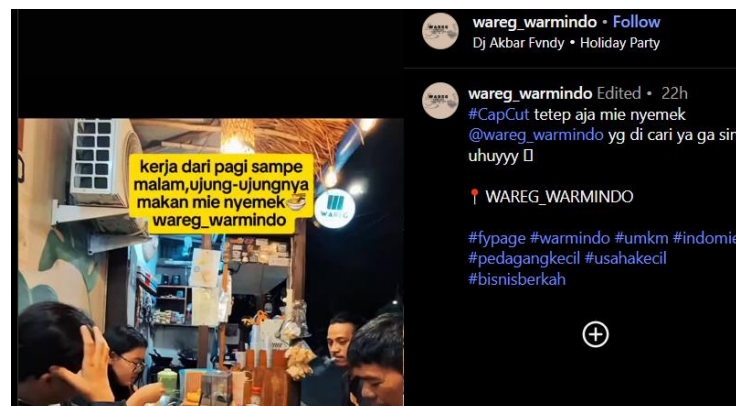 kerja dari pagi sampe
malam,ujung-ujungnya
makan mie nyemek🍜
wareg_warmindo
WAREG
wareg_warmindo • Follow
Dj Akbar Fvndy • Holiday Party
wareg_warmindo Edited • 22h
#CapCut tetep aja mie nyemek
@wareg_warmindo yg di cari ya ga sin
uhuyyy
📍 WAREG_WARMINDO
#fypage #warmindo #umkm #indomie
#pedagangkecil #usahakecil
#bisnisberkah